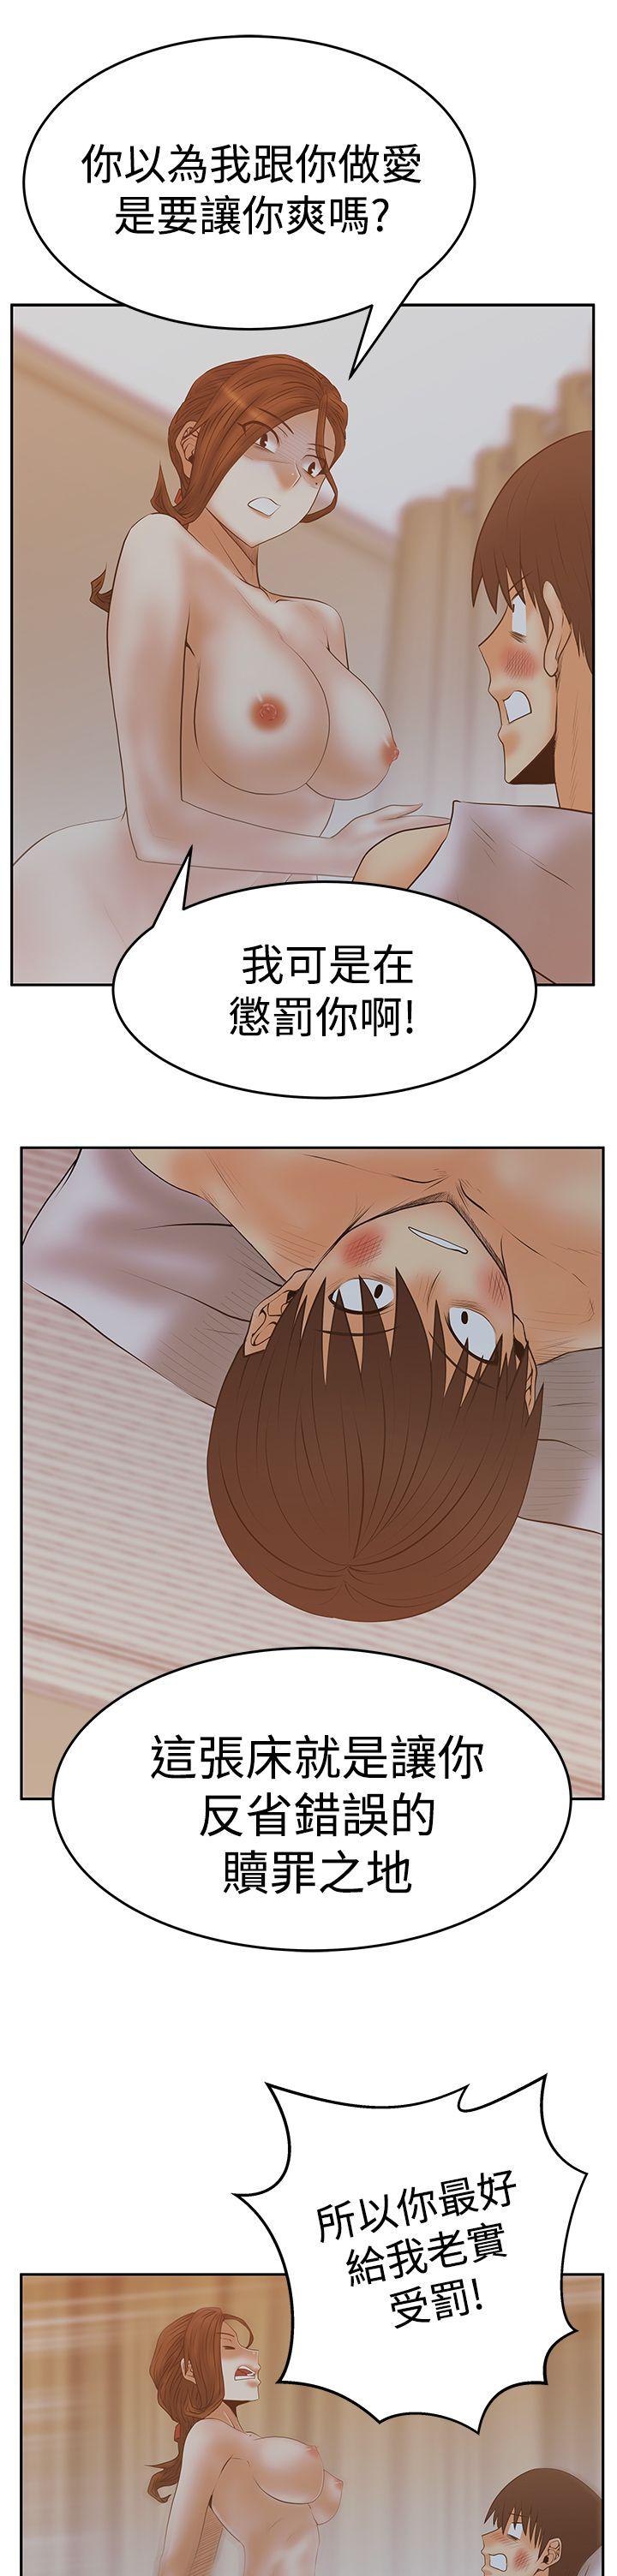 你以為我跟你做愛
是要讓你爽嗎?
我可是在
懲罰你啊!
這張床就是讓你
反省錯誤的
贖罪之地
所以你最好
給我老實
受罰!